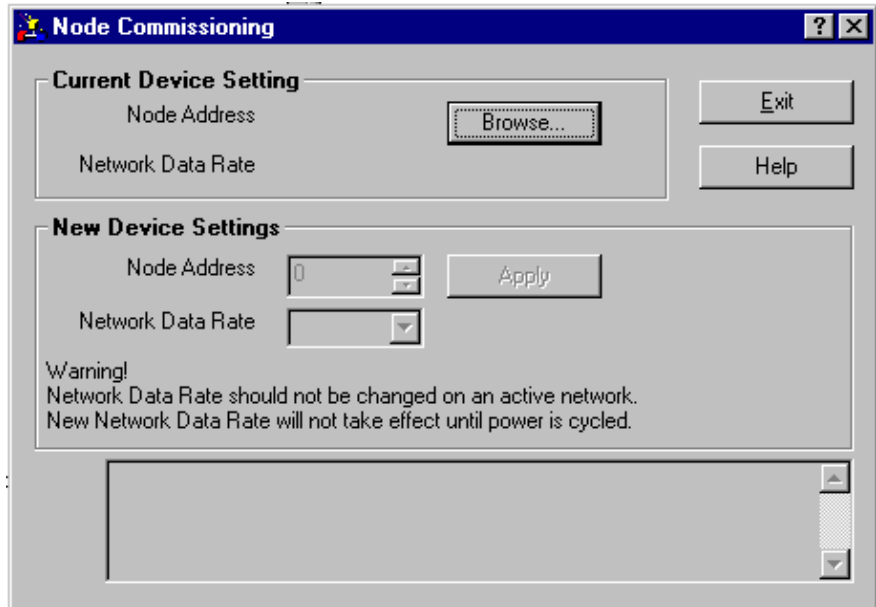 Node Commissioning
Current Device Setting
Node Address
Browse...
Network Data Rate
Exit
Help
New Device Settings
Node Address 0
Apply
Network Data Rate
Warning!
Network Data Rate should not be changed on an active network.
New Network Data Rate will not take effect until power is cycled.